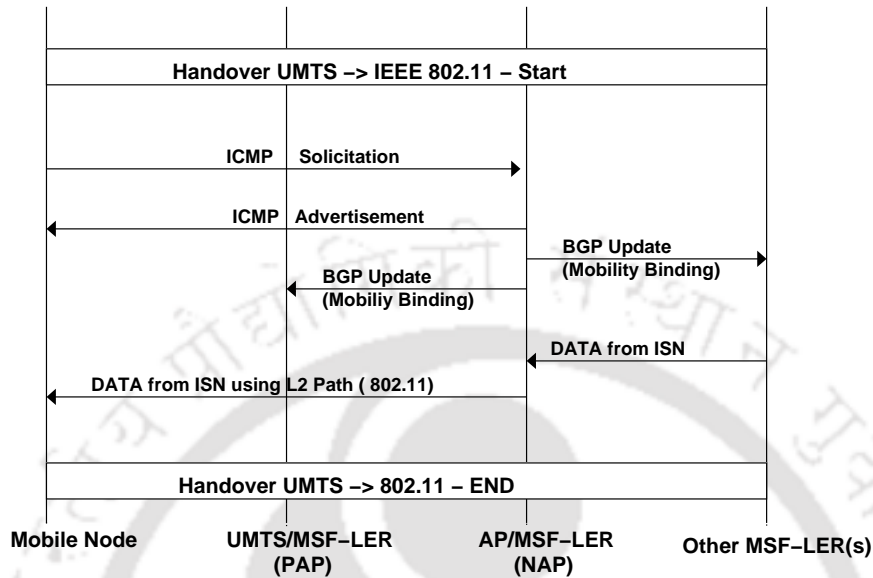 Handover UMTS −> IEEE 802.11 − Start
ICMP Solicitation
ICMP Advertisement
BGP Update
(Mobility Binding)
BGP Update
(Mobiliy Binding)
DATA from ISN
DATA from ISN using L2 Path ( 802.11)
Handover UMTS −> 802.11 − END
Mobile Node
UMTS/MSF−LER
(PAP)
AP/MSF−LER
(NAP)
Other MSF−LER(s)